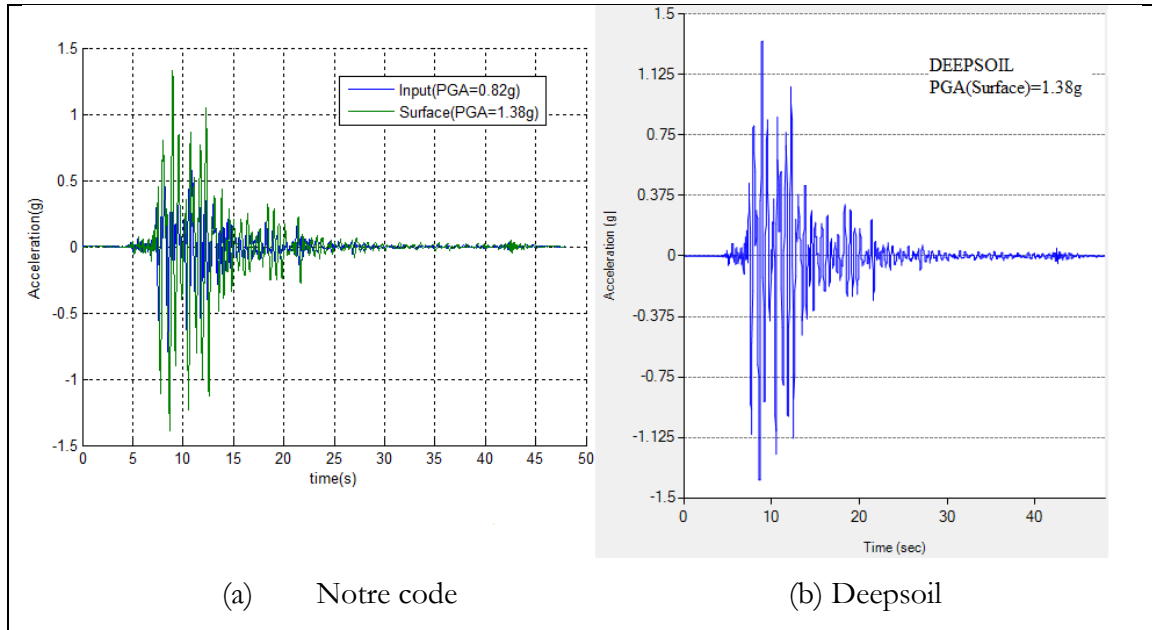 1.5
1
0.5
0
-0.5
-1
-1.5
Acceleration(g)
Input(PGA=0.82g)
Surface(PGA=1.38g)
0 5 10 15 20 25 30 35 40 45 50
time(s)
1.5
1.125
0.75
0.375
0
-0.375
-0.75
-1.125
-1.5
Acceleration [g]
DEEPSOIL
PGA(Surface)=1.38g
0 10 20 30 40
Time (sec)
(a) Notre code
(b) Deepsoil